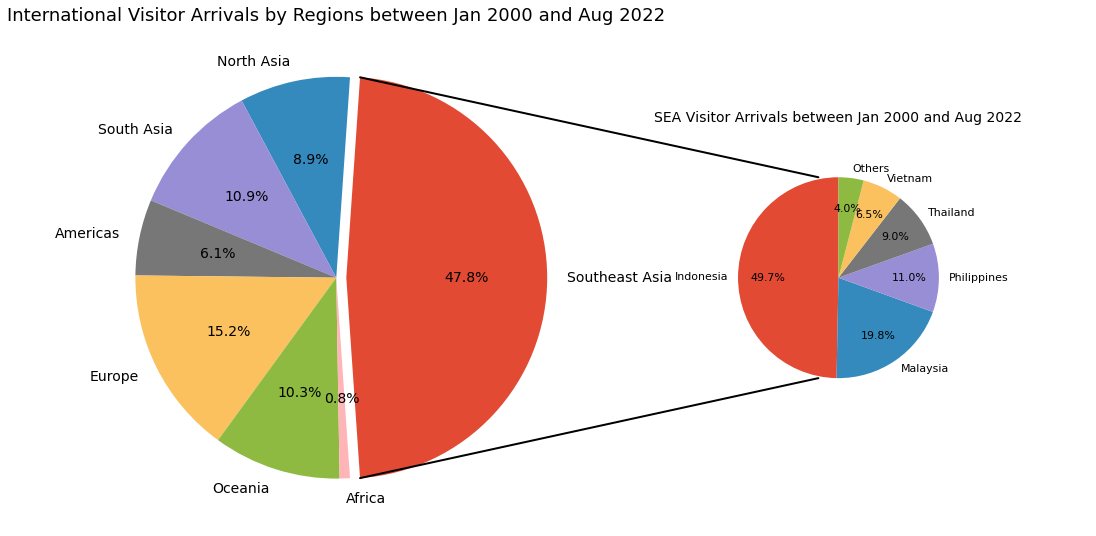 International Visitor Arrivals by Regions between Jan 2000 and Aug 2022
North Asia
South Asia
Americas
Europe
Oceania
Africa
Southeast Asia
8.9%
10.9%
6.1%
15.2%
10.3%
0.8%
47.8%
SEA Visitor Arrivals between Jan 2000 and Aug 2022
Others
Vietnam
Thailand
Philippines
Malaysia
Indonesia
4.0%
6.5%
9.0%
11.0%
19.8%
49.7%